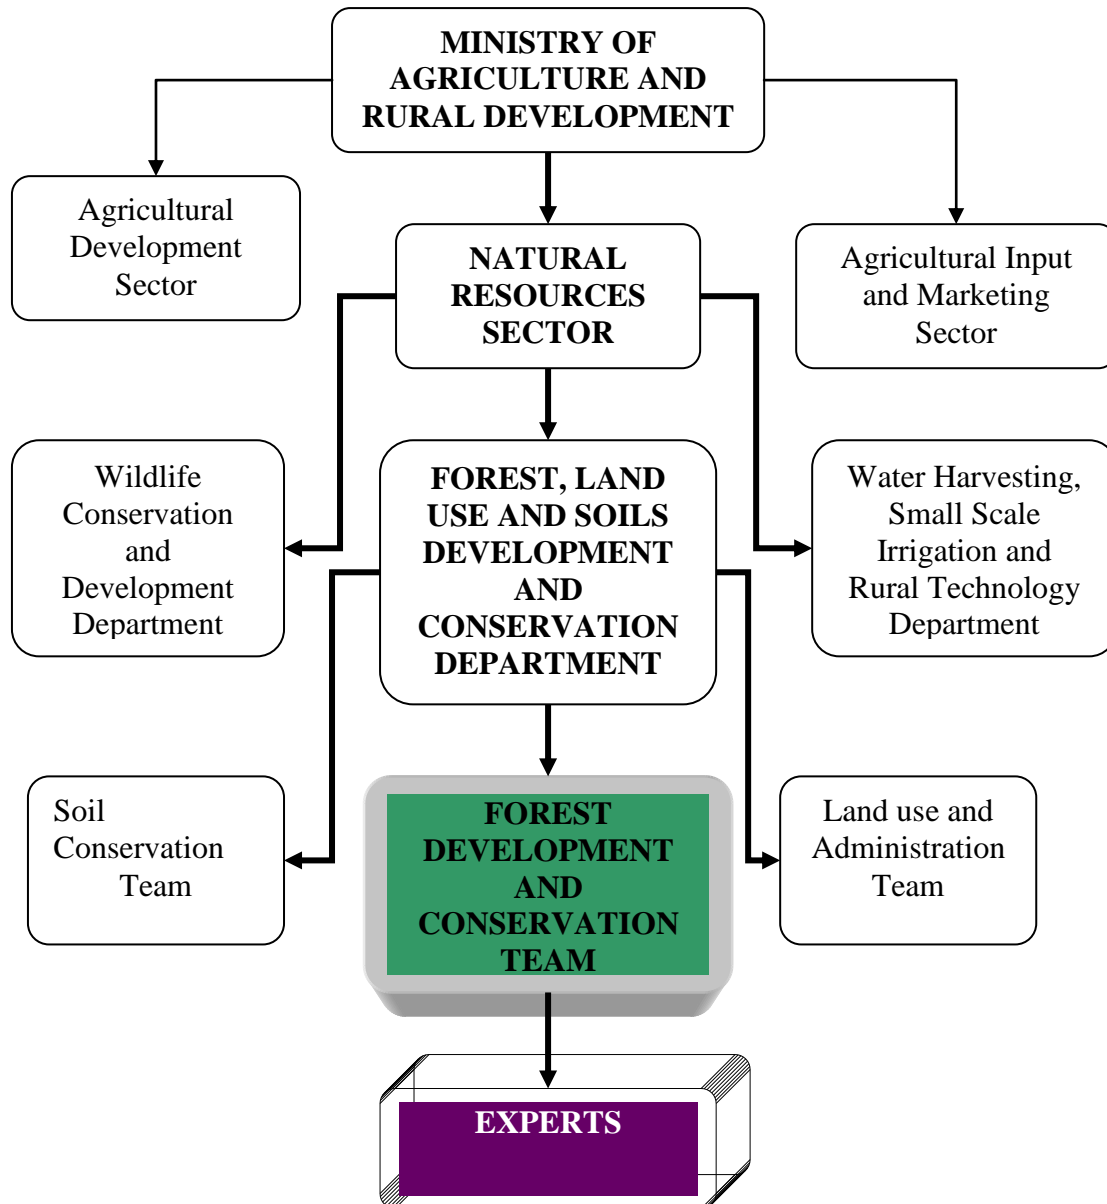 MINISTRY OF
AGRICULTURE AND
RURAL DEVELOPMENT
Agricultural
Development
Sector
NATURAL
RESOURCES
SECTOR
Agricultural Input
and Marketing
Sector
Wildlife
Conservation
and
Development
Department
FOREST, LAND
USE AND SOILS
DEVELOPMENT
AND
CONSERVATION
DEPARTMENT
Water Harvesting,
Small Scale
Irrigation and
Rural Technology
Department
Soil
Conservation
Team
FOREST
DEVELOPMENT
AND
CONSERVATION
TEAM
Land use and
Administration
Team
EXPERTS